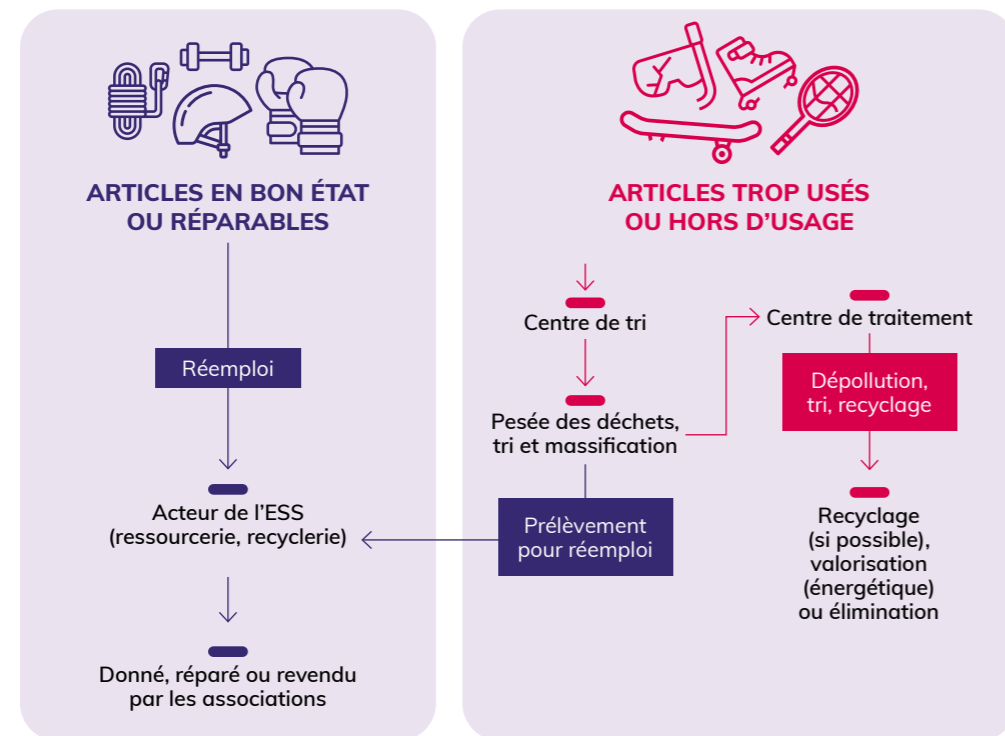 ARTICLES EN BON ÉTAT
OU RÉPARABLES
Réemploi
Acteur de l’ESS
(ressourcerie, recyclerie)
Donné, réparé ou revendu
par les associations
ARTICLES TROP USÉS
OU HORS D’USAGE
Centre de tri
Pesée des déchets,
tri et massification
Prélèvement
pour réemploi
Centre de traitement
Dépollution,
tri, recyclage
Recyclage
(si possible),
valorisation
(énergétique)
ou élimination